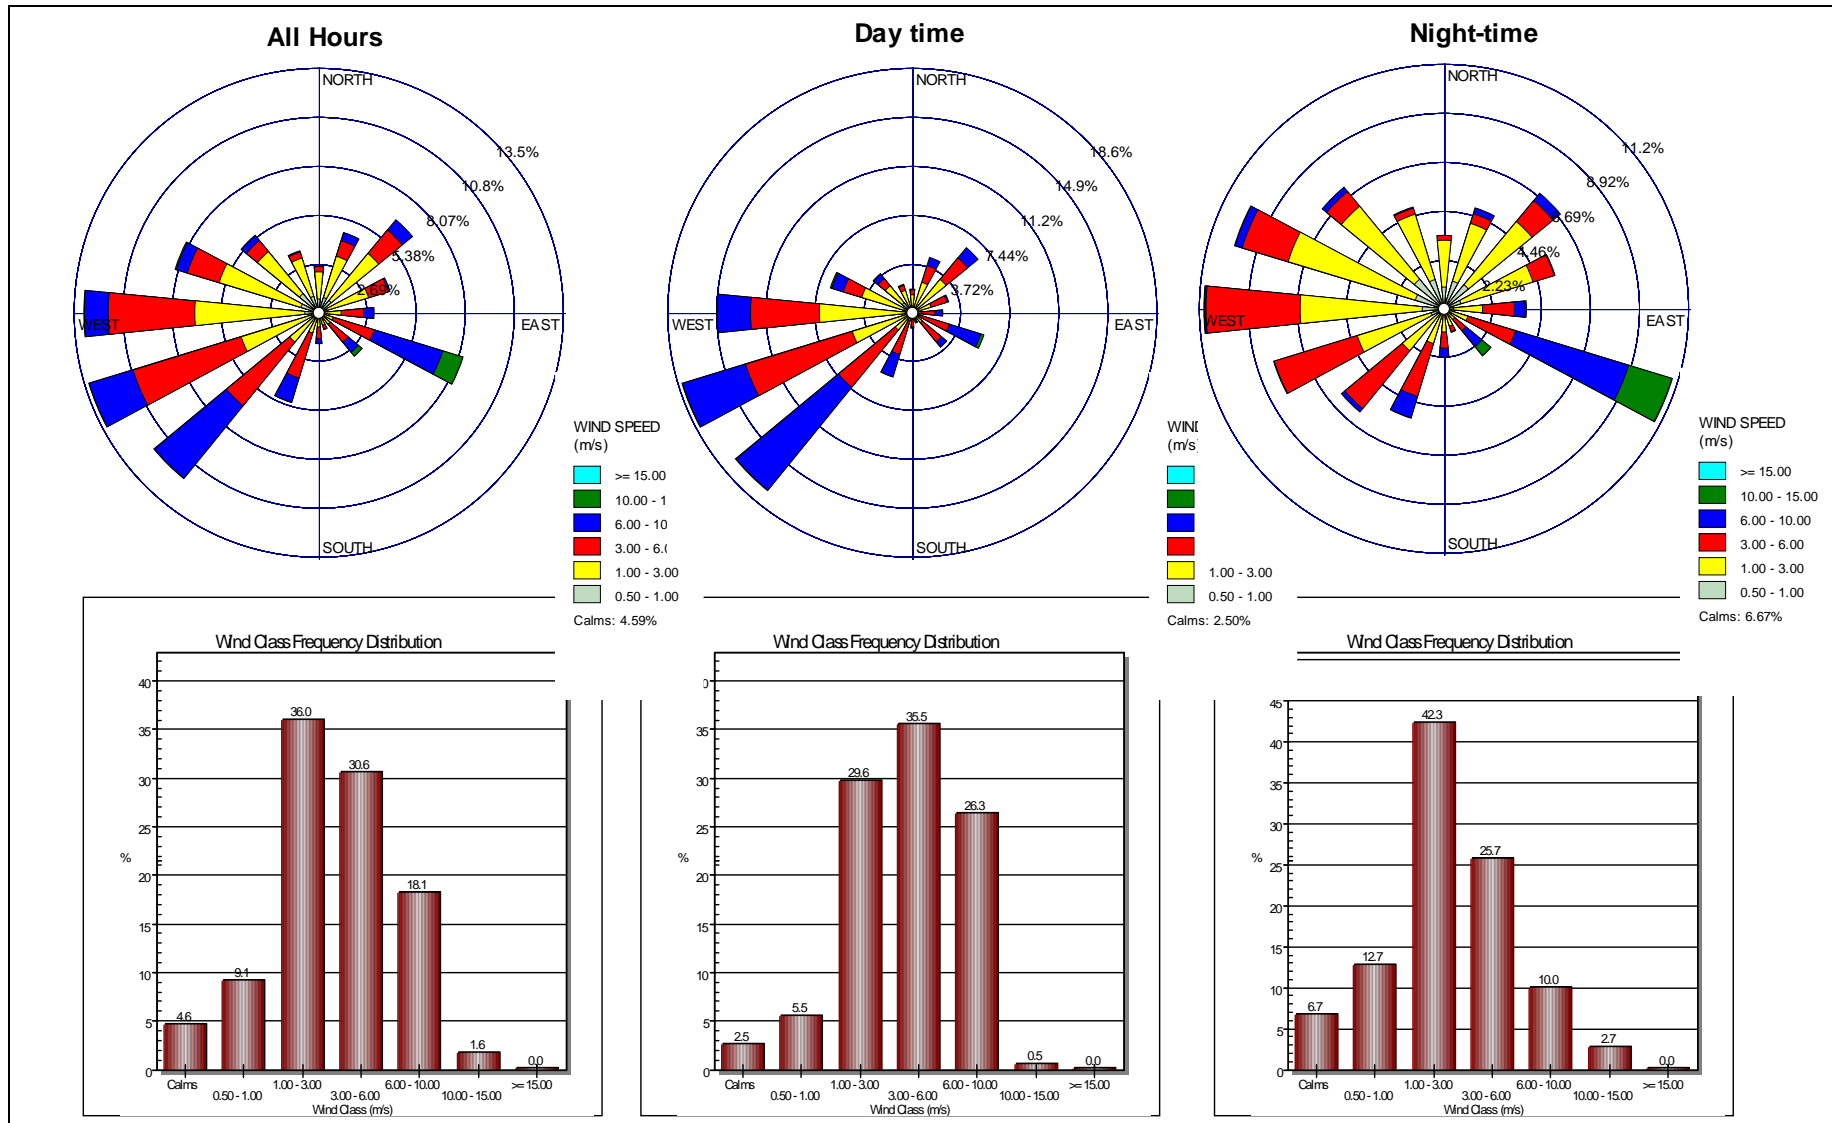 All Hours
Day time
Night-time
NORTH
13.5%
10.8%
8.07%
5.38%
2.69%
WEST
EAST
SOUTH
WIND SPEED
(m/s)
>= 15.00
10.00 - 1
6.00 - 10
3.00 - 6.0
1.00 - 3.00
0.50 - 1.00
Calms: 4.59%
NORTH
18.6%
14.9%
11.2%
7.44%
3.72%
WEST
EAST
SOUTH
WIND
(m/s)
1.00 - 3.00
0.50 - 1.00
Calms: 2.50%
NORTH
11.2%
8.92%
6.69%
4.46%
2.23%
WEST
EAST
SOUTH
WIND SPEED
(m/s)
>= 15.00
10.00 - 15.00
6.00 - 10.00
3.00 - 6.00
1.00 - 3.00
0.50 - 1.00
Calms: 6.67%
Wind Class Frequency Distribution
40
35
30
25
20
15
10
5
0
%
4.6
9.1
36.0
30.6
18.1
1.6
0.0
Calms
0.50 - 1.00
1.00 - 3.00
3.00 - 6.00
6.00 - 10.00
10.00 - 15.00
>= 15.00
Wind Class (m/s)
Wind Class Frequency Distribution
0
35
30
25
20
15
10
5
0
%
2.5
5.5
29.6
35.5
26.3
0.5
0.0
Calms
0.50 - 1.00
1.00 - 3.00
3.00 - 6.00
6.00 - 10.00
10.00 - 15.00
>= 15.00
Wind Class (m/s)
Wind Class Frequency Distribution
45
40
35
30
25
20
15
10
5
0
%
6.7
12.7
42.3
25.7
10.0
2.7
0.0
Calms
0.50 - 1.00
1.00 - 3.00
3.00 - 6.00
6.00 - 10.00
10.00 - 15.00
>= 15.00
Wind Class (m/s)